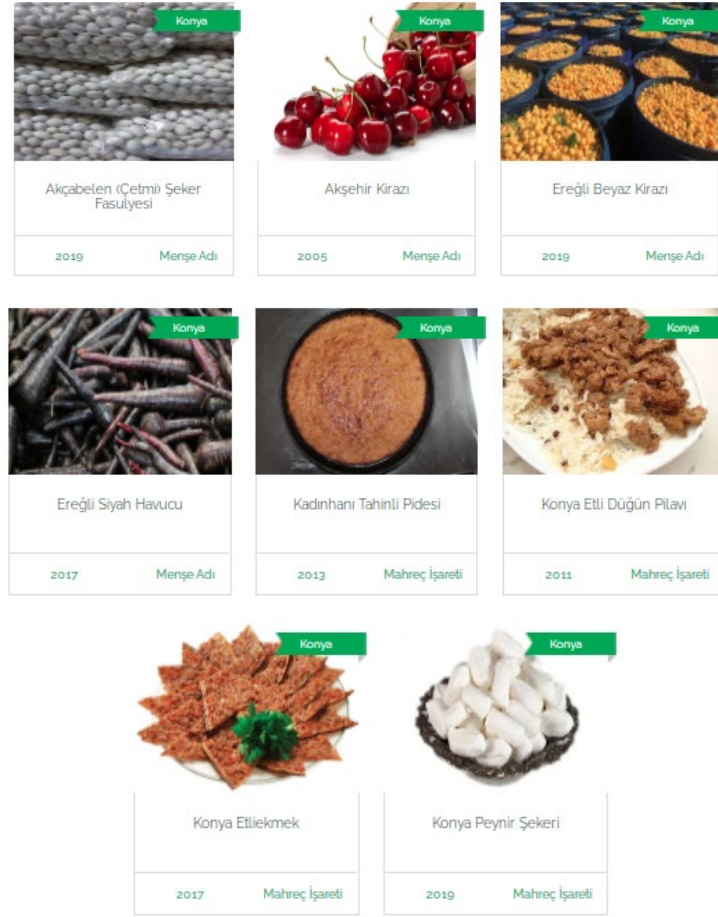 Konya
Konya
Konya
Akçabelen (Çetmi) Şeker
Fasulyesi
Akşehir Kirazı
Ereğli Beyaz Kirazı
2019 Menşe Adı
2005 Menşe Adı
2019 Menşe Adı
Konya
Konya
Konya
Ereğli Siyah Havucu
Kadınhanı Tahinli Pidesi
Konya Etli Düğün Pilavı
2017 Menşe Adı
2013 Mahreç İşareti
2011 Mahreç İşareti
Konya
Konya
Konya Etliekmek
Konya Peynir Şekeri
2017 Mahreç İşareti
2019 Mahreç İşareti